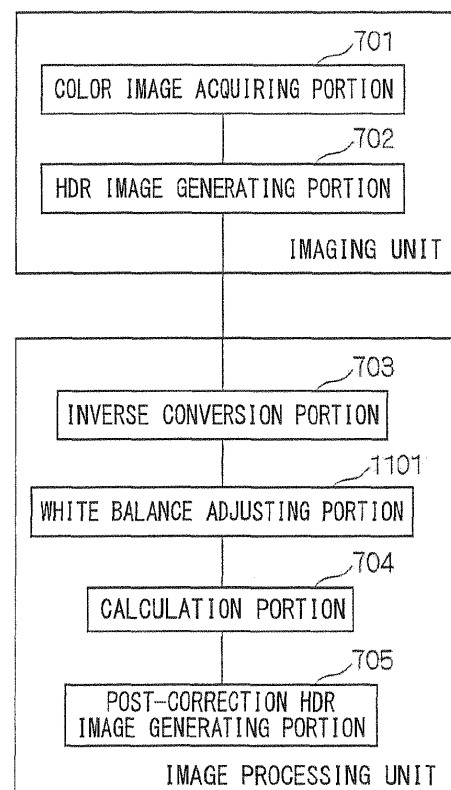 701
COLOR IMAGE ACQUIRING PORTION
702
HDR IMAGE GENERATING PORTION
IMAGING UNIT
703
INVERSE CONVERSION PORTION
1101
WHITE BALANCE ADJUSTING PORTION
704
CALCULATION PORTION
705
POST-CORRECTION HDR
IMAGE GENERATING PORTION
IMAGE PROCESSING UNIT